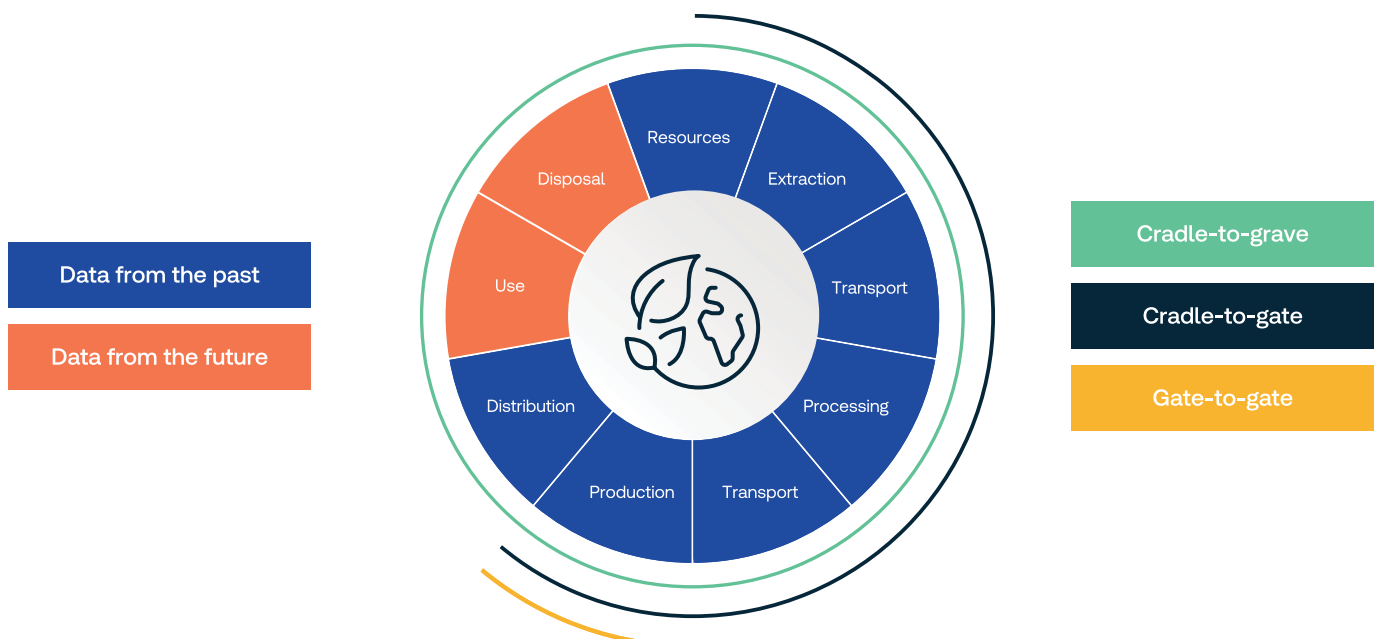 Data from the past
Data from the future
Resources
Extraction
Transport
Processing
Transport
Production
Distribution
Use
Disposal
Cradle-to-grave
Cradle-to-gate
Gate-to-gate